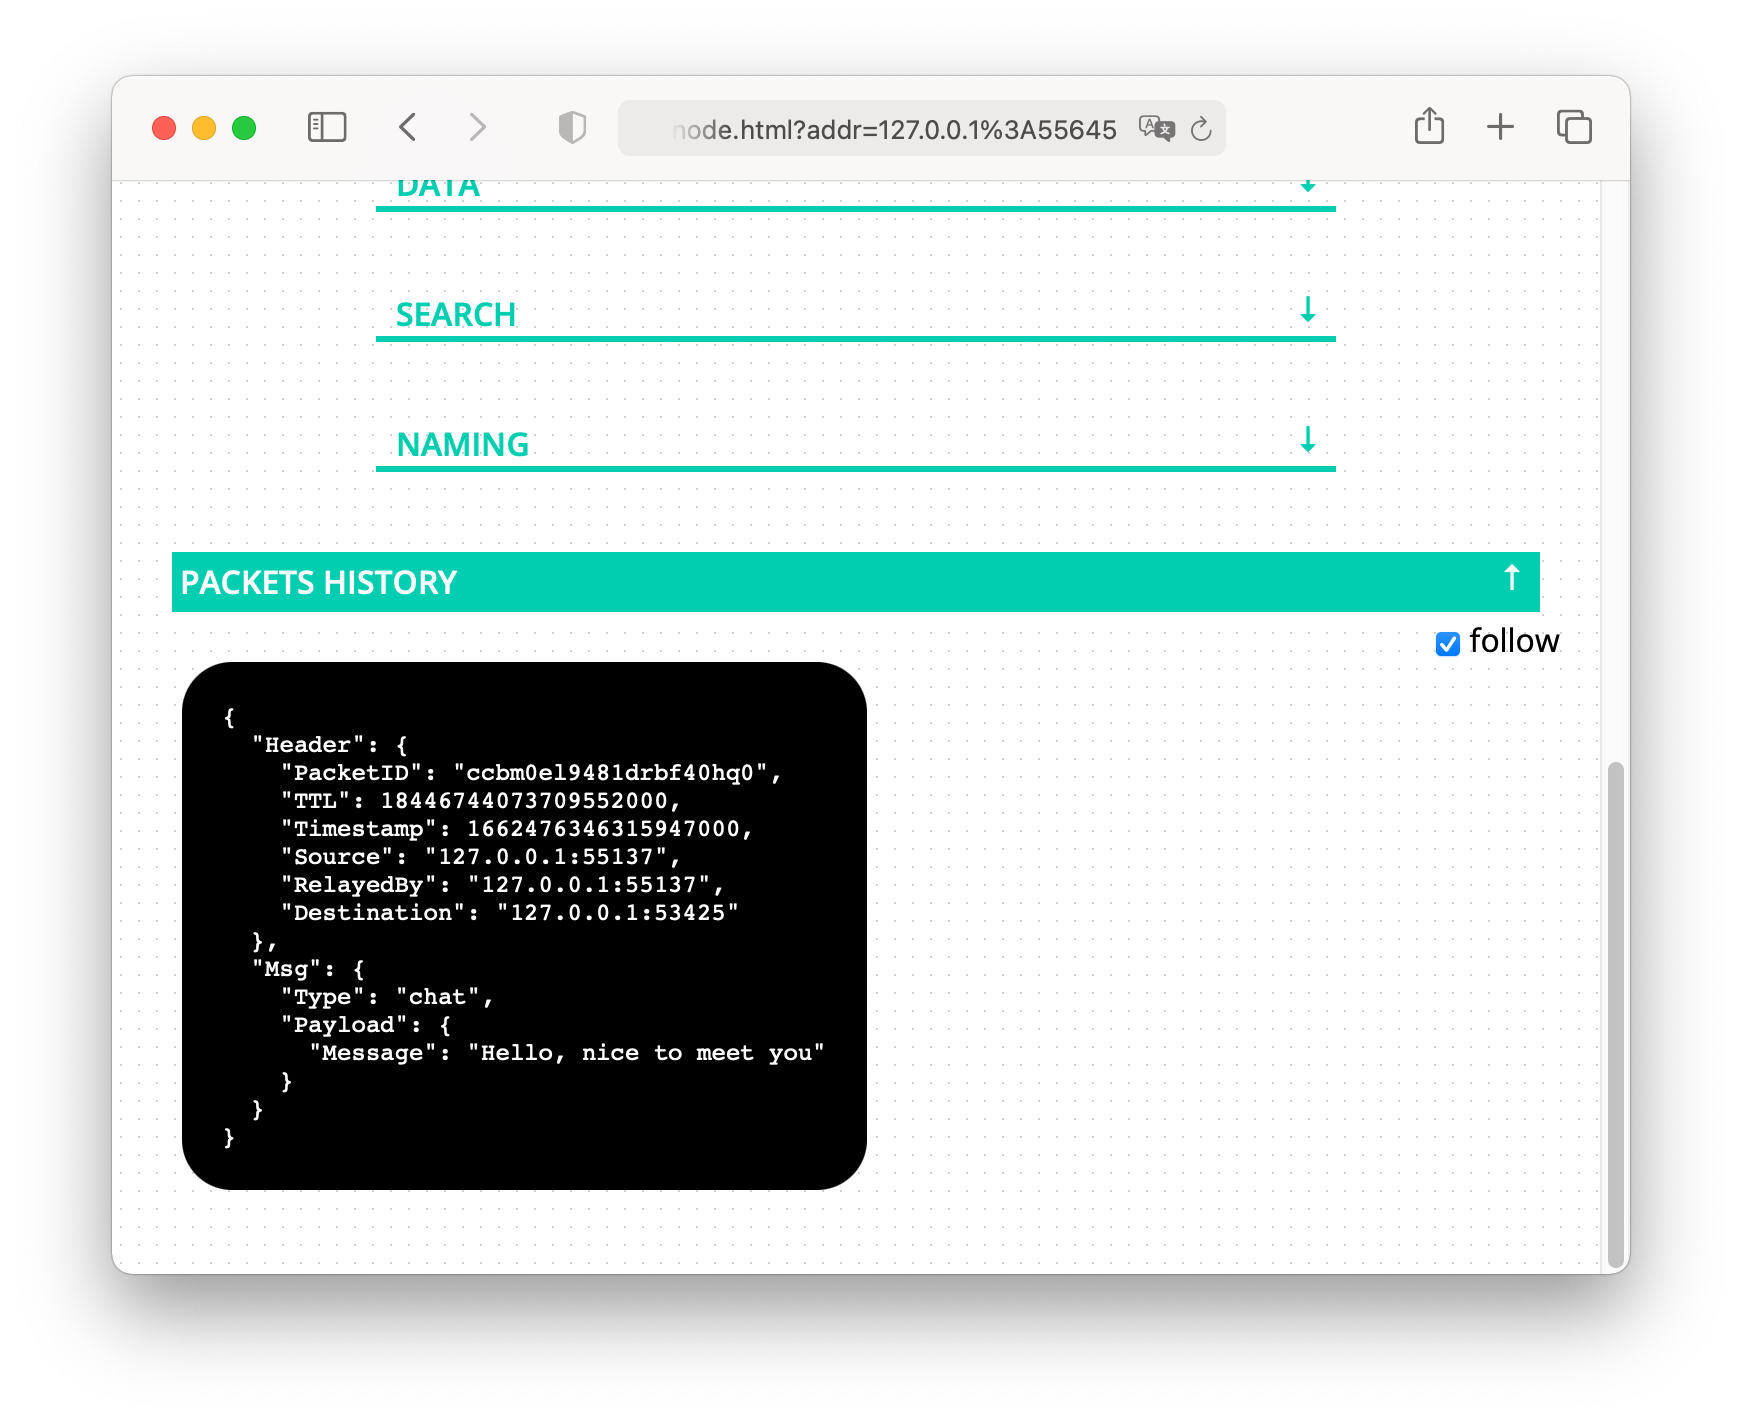 node.html?addr=127.0.0.1%3A55645
DATA
SEARCH
NAMING
PACKETS HISTORY
follow
{
  "Header": {
    "PacketID": "ccbm0el9481drbf40hq0",
    "TTL": 18446744073709552000,
    "Timestamp": 1662476346315947000,
    "Source": "127.0.0.1:55137",
    "RelayedBy": "127.0.0.1:55137",
    "Destination": "127.0.0.1:53425"
  },
  "Msg": {
    "Type": "chat",
    "Payload": {
      "Message": "Hello, nice to meet you"
    }
  }
}